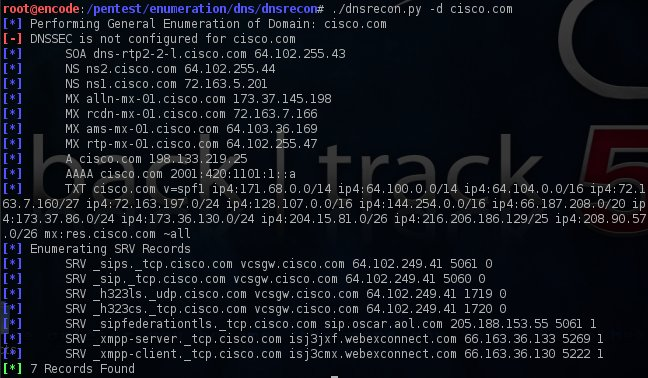 root@encode:/pentest/enumeration/dns/dnsrecon# ./dnsrecon.py -d cisco.com
[*] Performing General Enumeration of Domain: cisco.com
[-] DNSSEC is not configured for cisco.com
[*] SOA dns-rtp2-2-l.cisco.com 64.102.255.43
[*] NS ns2.cisco.com 64.102.255.44
[*] NS ns1.cisco.com 72.163.5.201
[*] MX alln-mx-01.cisco.com 173.37.145.198
[*] MX rcdn-mx-01.cisco.com 72.163.7.166
[*] MX ams-mx-01.cisco.com 64.103.36.169
[*] MX rtp-mx-01.cisco.com 64.102.255.47
[*] A cisco.com 198.133.219.25
[*] AAAA cisco.com 2001:420:1101:1::a
[*] TXT cisco.com v=spf1 ip4:171.68.0.0/14 ip4:64.100.0.0/14 ip4:64.104.0.0/16 ip4:72.1
63.7.160/27 ip4:72.163.197.0/24 ip4:128.107.0.0/16 ip4:144.254.0.0/16 ip4:66.187.208.0/20 ip
4:173.37.86.0/24 ip4:173.36.130.0/24 ip4:204.15.81.0/26 ip4:216.206.186.129/25 ip4:208.90.57
.0/26 mx:res.cisco.com ~all
[*] Enumerating SRV Records
[*] SRV _sips._tcp.cisco.com vcsgw.cisco.com 64.102.249.41 5061 0
[*] SRV _sip._tcp.cisco.com vcsgw.cisco.com 64.102.249.41 5060 0
[*] SRV _h323ls._udp.cisco.com vcsgw.cisco.com 64.102.249.41 1719 0
[*] SRV _h323cs._tcp.cisco.com vcsgw.cisco.com 64.102.249.41 1720 0
[*] SRV _sipfederationtls._tcp.cisco.com sip.oscar.aol.com 205.188.153.55 5061 1
[*] SRV _xmpp-server._tcp.cisco.com isj3jxf.webexconnect.com 66.163.36.133 5269 1
[*] SRV _xmpp-client._tcp.cisco.com isj3cmx.webexconnect.com 66.163.36.130 5222 1
[*] 7 Records Found
back | track 5